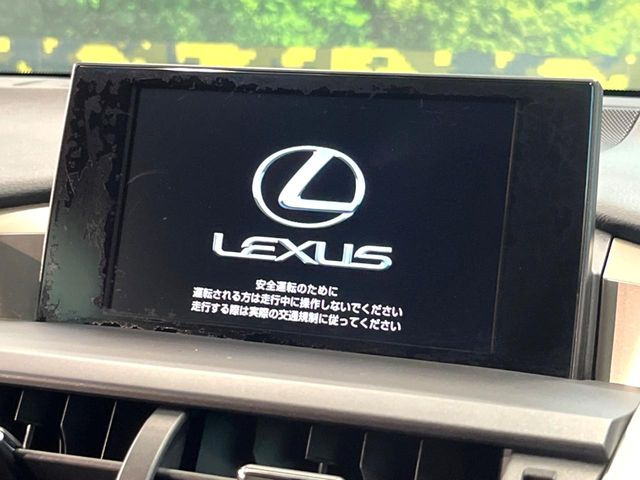 LEXUS
安全運転のために
運転される方は走行中に操作しないでください
走行する際は実際の交通規制に従ってください